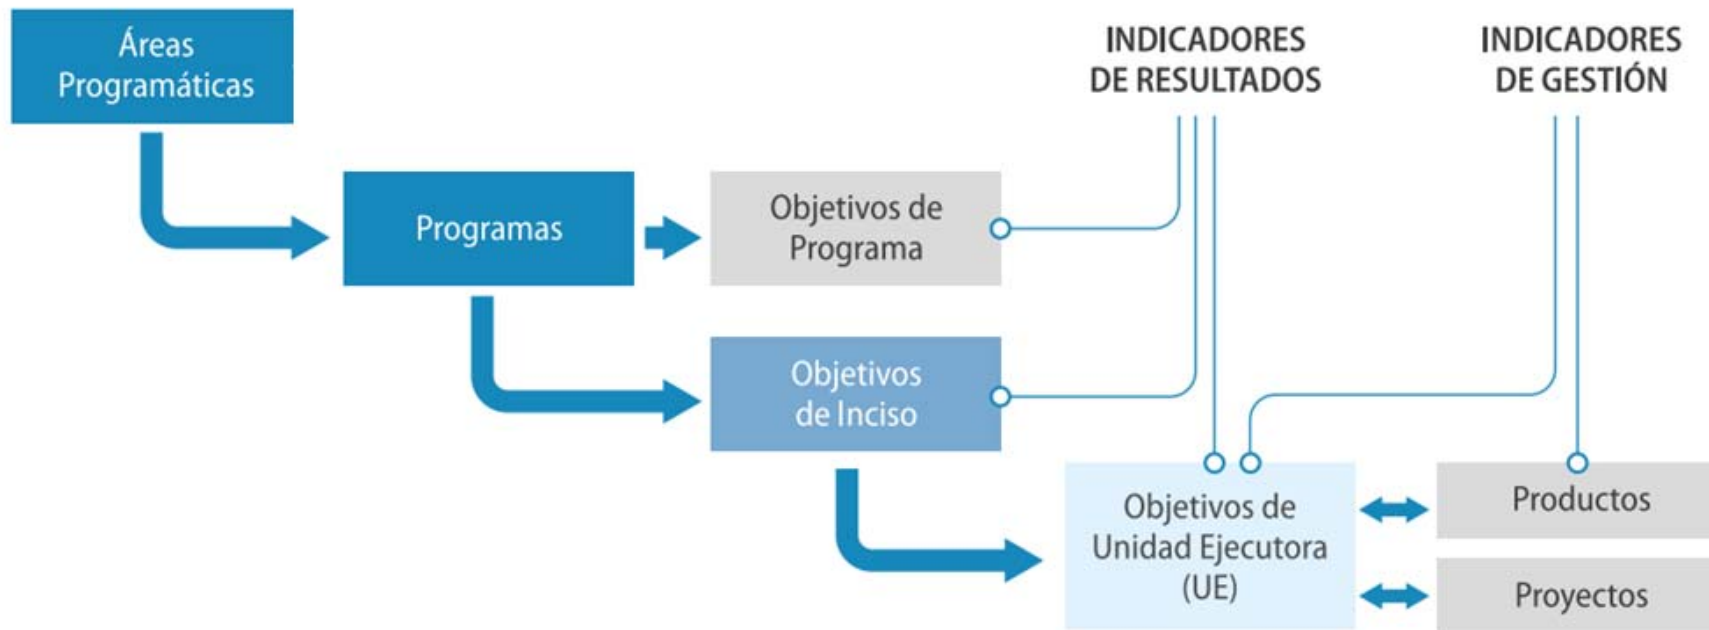 Áreas
Programáticas
INDICADORES
DE RESULTADOS
INDICADORES
DE GESTIÓN
Programas
Objetivos de
Programa
Objetivos
de Inciso
Objetivos de
Unidad Ejecutora
(UE)
Productos
Proyectos